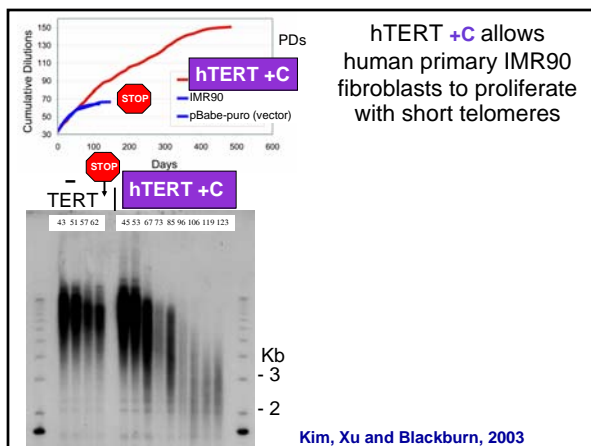 hTERT +C allows
human primary IMR90
fibroblasts to proliferate
with short telomeres
Cumulative Dilutions
150
130
110
90
70
50
30
PDs
hTERT +C
STOP
IMR90
pBabe-puro (vector)
0 100 200 300 400 500 600
Days
STOP
–
TERT
hTERT +C
43 51 57 62
45 53 67 73 85 96 106 119 123
Kb
- 3
- 2
Kim, Xu and Blackburn, 2003